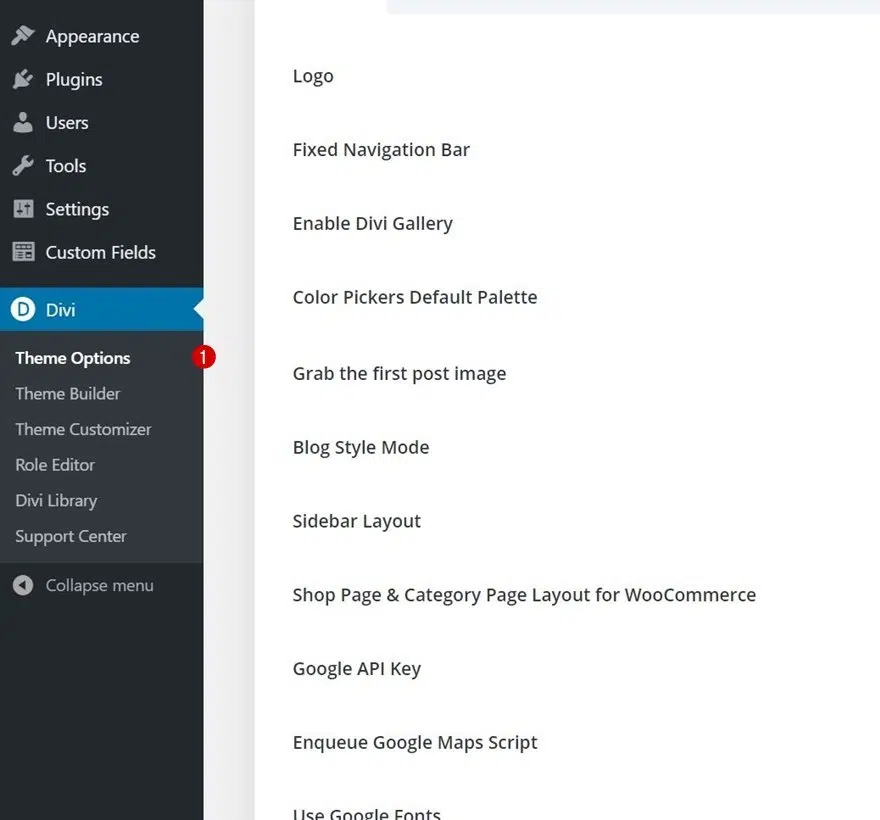 Appearance
Plugins
Users
Tools
Settings
Custom Fields
D Divi
Theme Options 1
Theme Builder
Theme Customizer
Role Editor
Divi Library
Support Center
Collapse menu
Logo
Fixed Navigation Bar
Enable Divi Gallery
Color Pickers Default Palette
Grab the first post image
Blog Style Mode
Sidebar Layout
Shop Page & Category Page Layout for WooCommerce
Google API Key
Enqueue Google Maps Script
Use Google Fonts